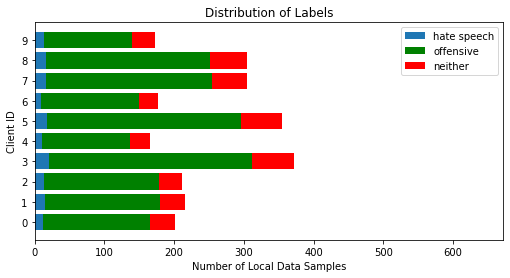 Distribution of Labels
hate speech
offensive
neither
Client ID
9
8
7
6
5
4
3
2
1
0
0 100 200 300 400 500 600
Number of Local Data Samples